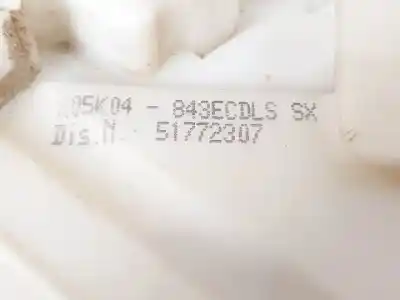 05K04 - 843ECDLS SX
Dis.N. 51772307